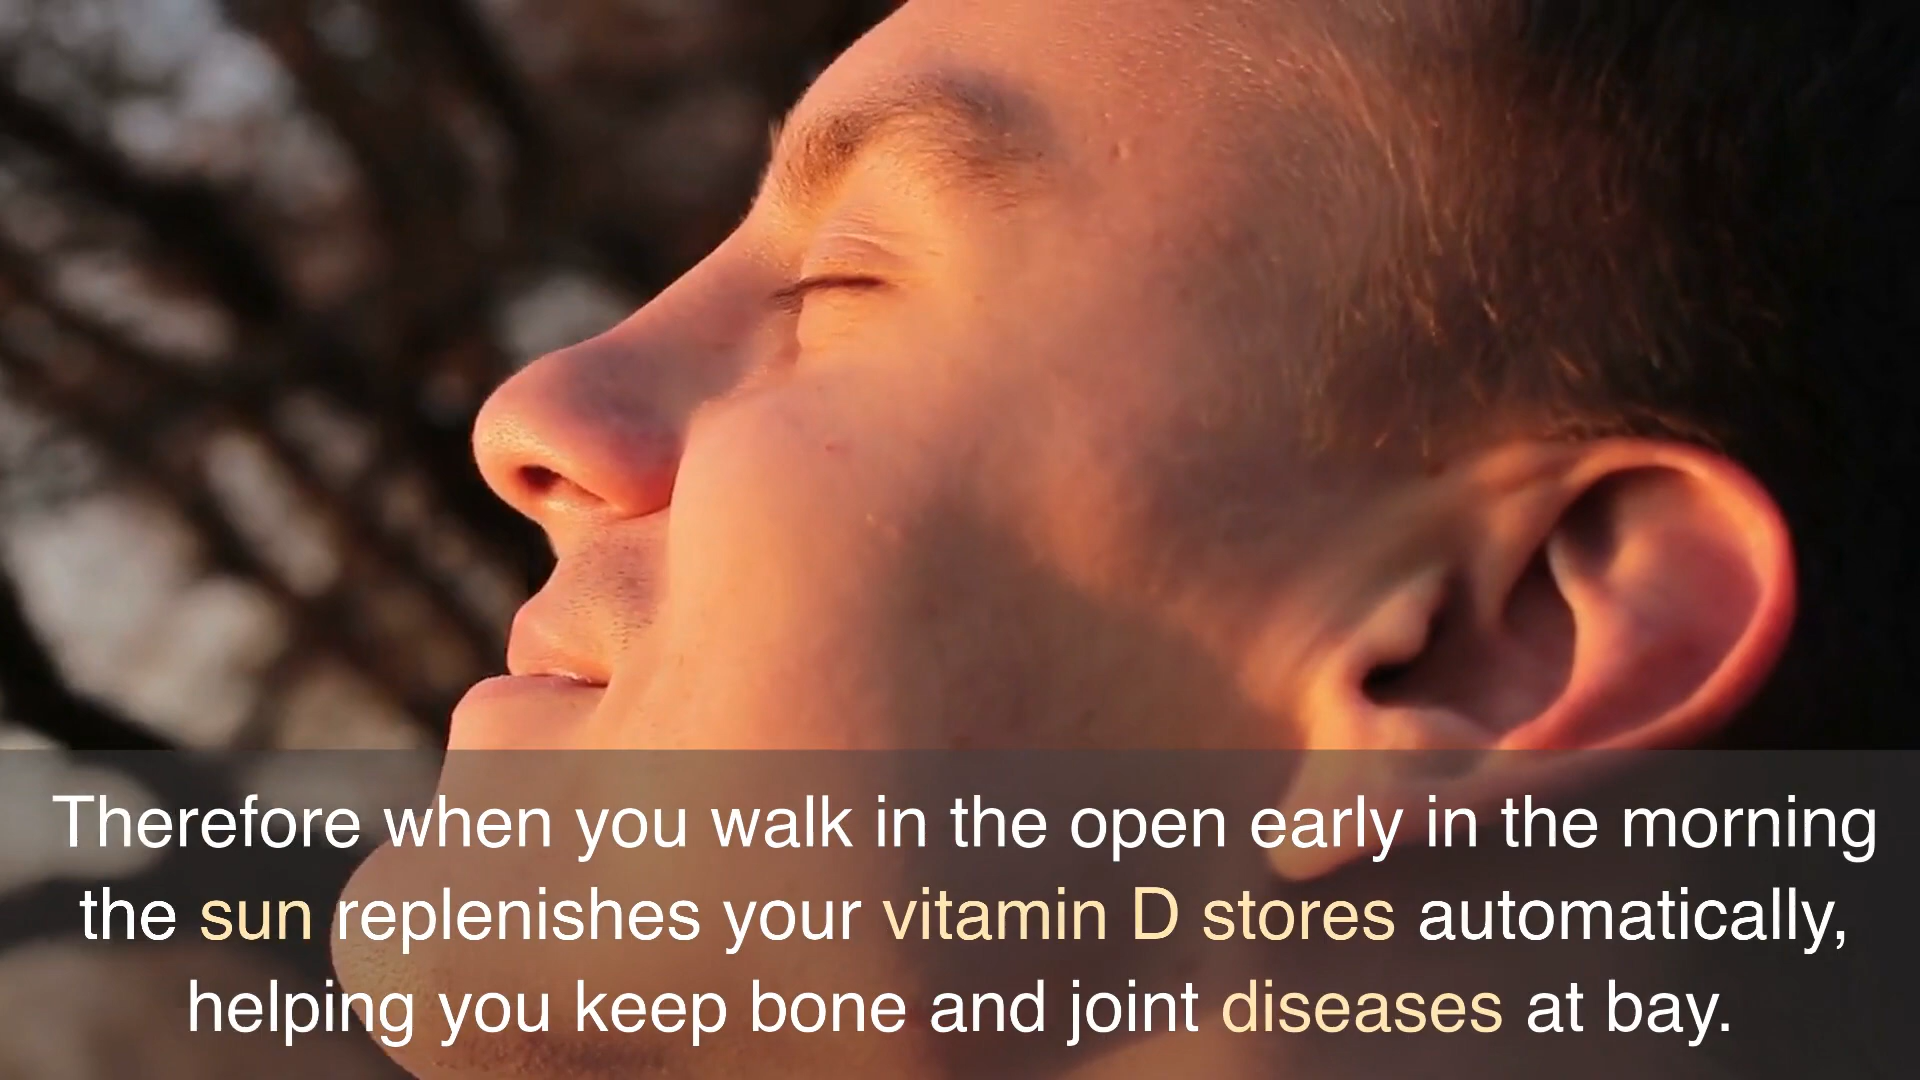 Therefore when you walk in the open early in the morning
the sun replenishes your vitamin D stores automatically,
helping you keep bone and joint diseases at bay.